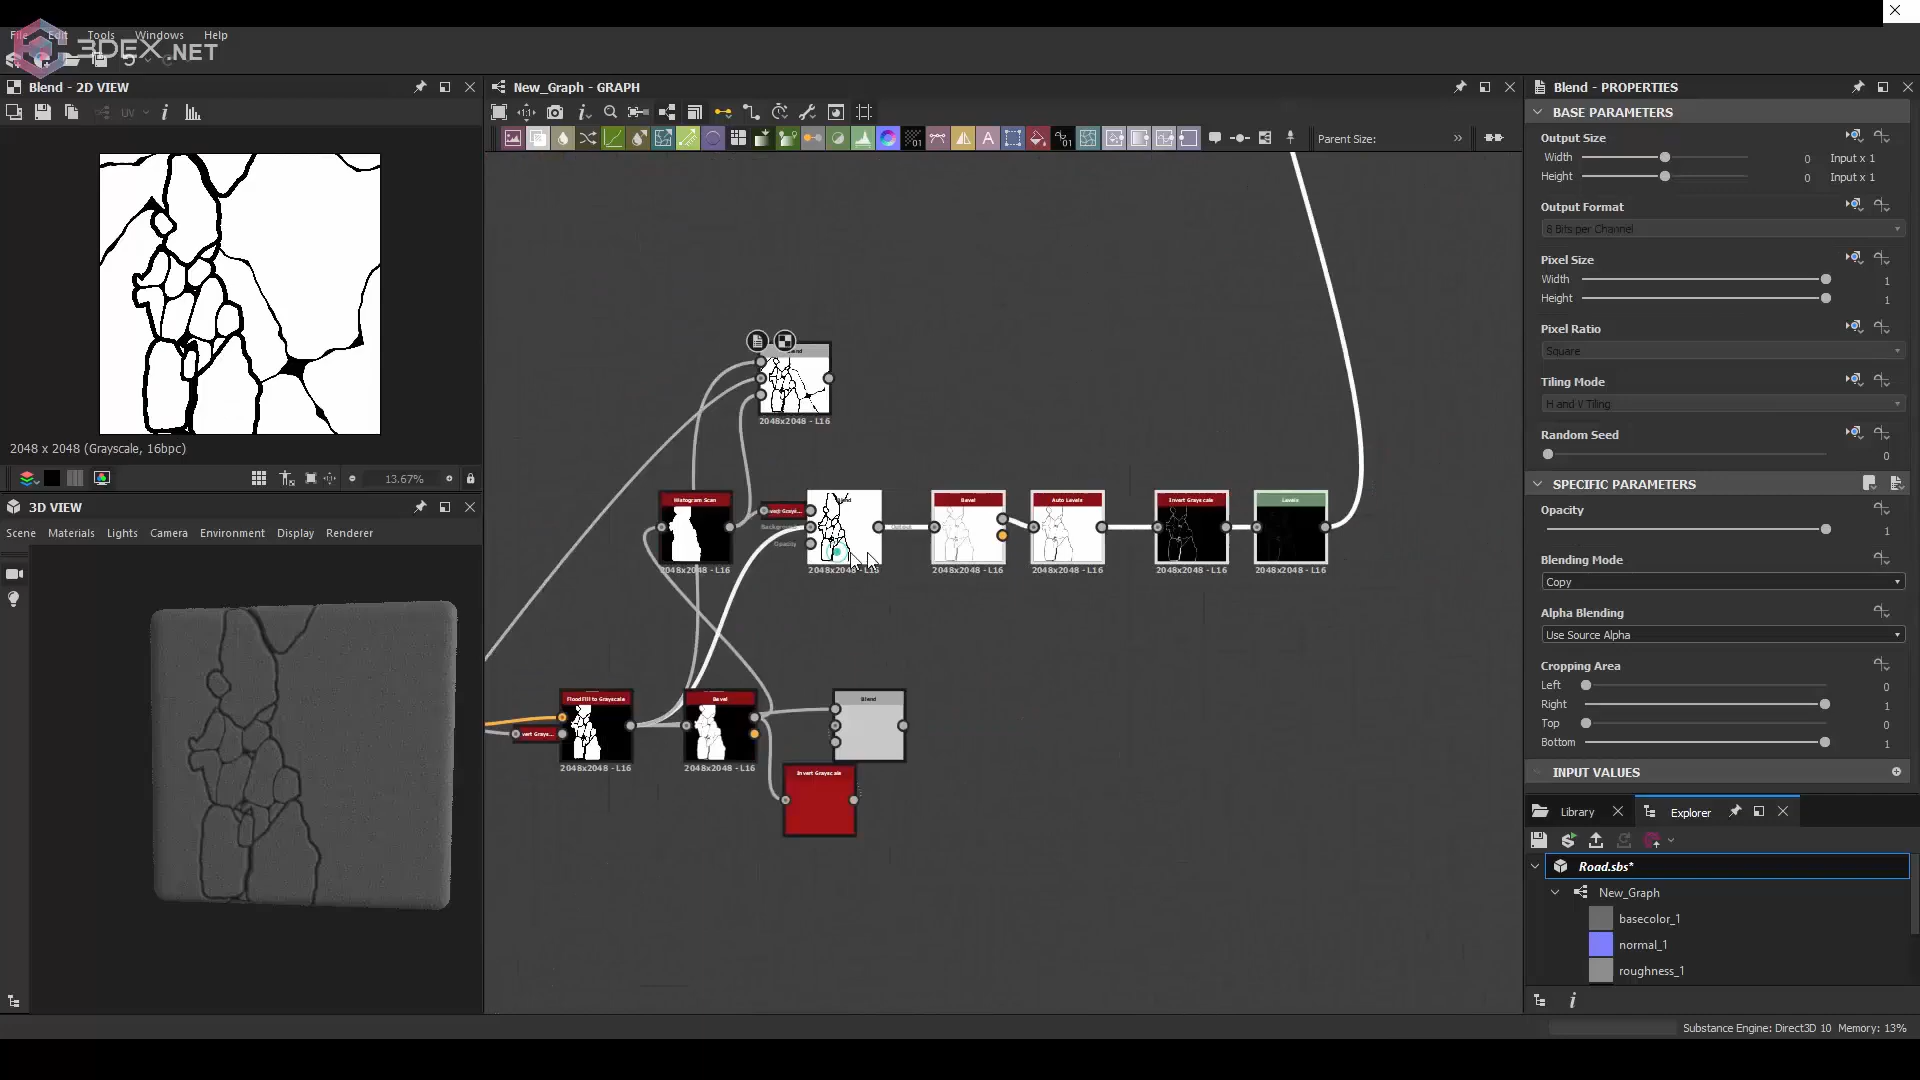 File Edit Tools Windows Help
3DEX.NET
Blend - 2D VIEW
UV
2048 x 2048 (Grayscale, 16bpc)
13.67%
3D VIEW
Scene Materials Lights Camera Environment Display Renderer
New_Graph - GRAPH
Parent Size:
2048x2048 - L16
Histogram Scan
Background
Opacity
Bevel
Auto Levels
Invert Grayscale
Levels
2048x2048 - L16
2048x2048 - L16
2048x2048 - L16
2048x2048 - L16
2048x2048 - L16
2048x2048 - L16
Flood Fill to Grayscale
Bevel
Blend
2048x2048 - L16
2048x2048 - L16
Invert Grayscale
Blend - PROPERTIES
BASE PARAMETERS
Output Size
Width 0 Input x 1
Height 0 Input x 1
Output Format
8 Bits per Channel
Pixel Size
Width 1
Height 1
Pixel Ratio
Square
Tiling Mode
H and V Tiling
Random Seed
0
SPECIFIC PARAMETERS
Opacity
1
Blending Mode
Copy
Alpha Blending
Use Source Alpha
Cropping Area
Left 0
Right 1
Top 0
Bottom 1
INPUT VALUES
Library Explorer
Road.sbs*
New_Graph
basecolor_1
normal_1
roughness_1
Substance Engine: Direct3D 10 Memory: 13%